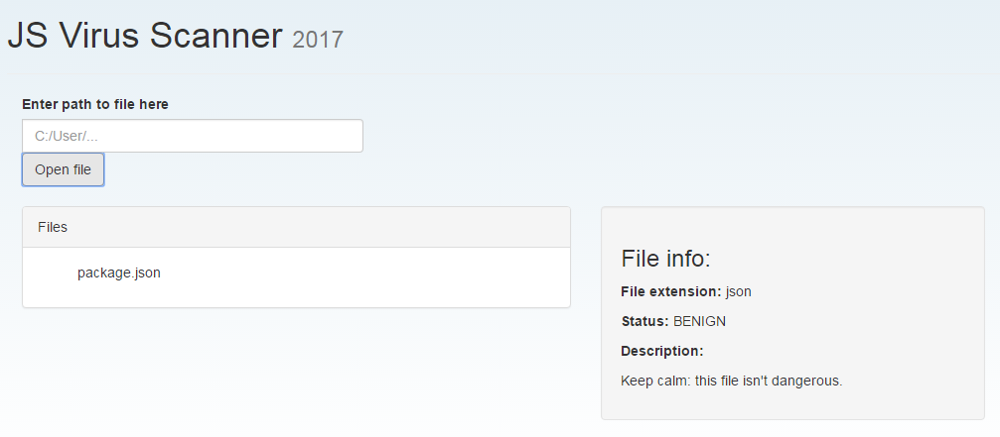 JS Virus Scanner 2017
Enter path to file here
C:/User/...
Open file
Files
package.json
File info:
File extension: json
Status: BENIGN
Description:
Keep calm: this file isn't dangerous.